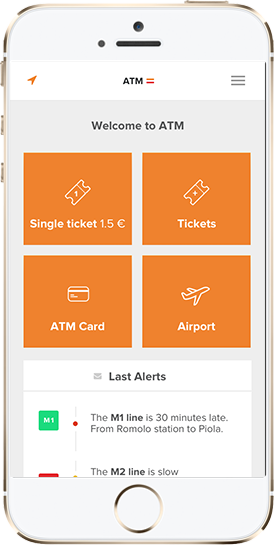 ATM
Welcome to ATM
1
Single ticket 1.5 €
Tickets
ATM Card
Airport
Last Alerts
M1
The M1 line is 30 minutes late.
From Romolo station to Piola.
The M2 line is slow